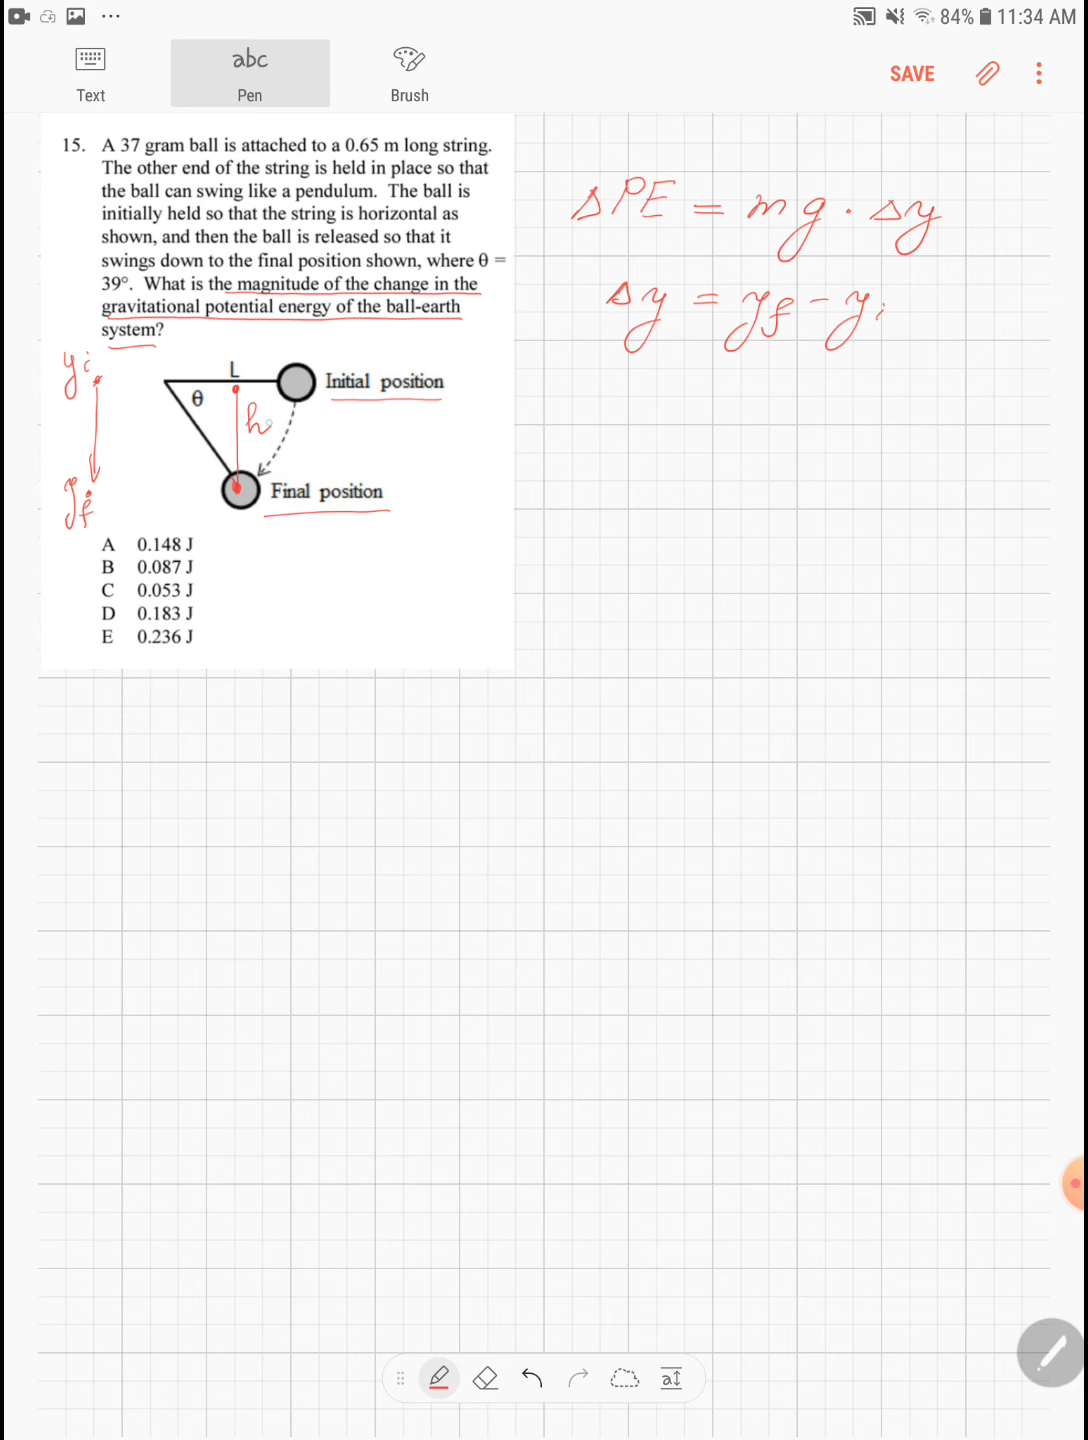 84% 11:34 AM
Text
abc
Pen
Brush
SAVE
15. A 37 gram ball is attached to a 0.65 m long string.
The other end of the string is held in place so that
the ball can swing like a pendulum. The ball is
initially held so that the string is horizontal as
shown, and then the ball is released so that it
swings down to the final position shown, where θ =
39°. What is the magnitude of the change in the
gravitational potential energy of the ball-earth
system?
yi
L
θ
Initial position
h
yf
Final position
A 0.148 J
B 0.087 J
C 0.053 J
D 0.183 J
E 0.236 J
ΔPE = mg · Δy
Δy = yf - yi
a